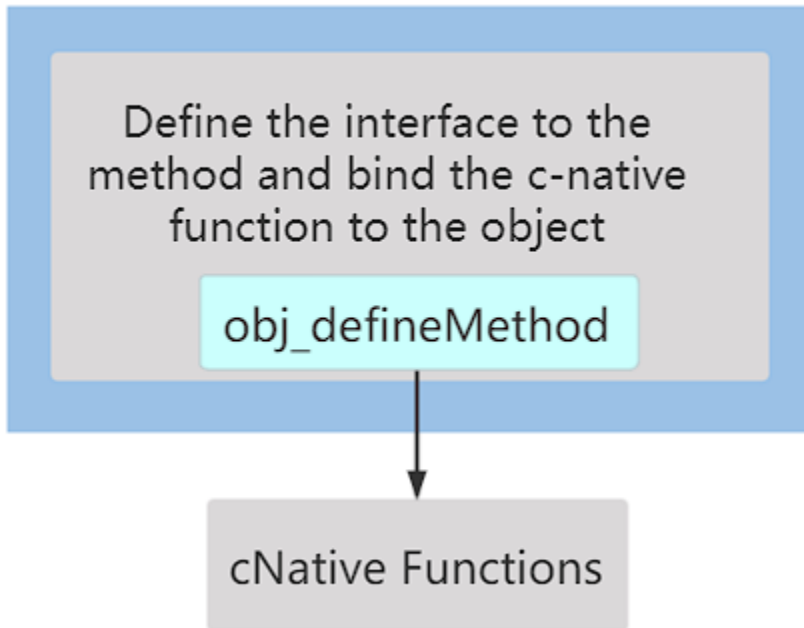 Define the interface to the
method and bind the c-native
function to the object
obj_defineMethod
cNative Functions